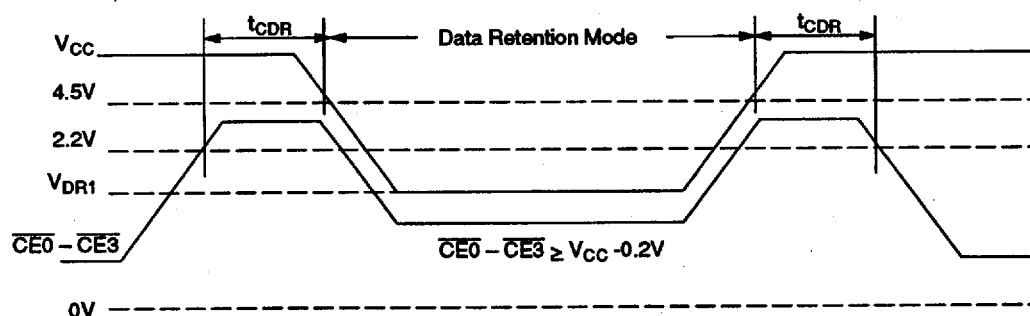 tCDR
Data Retention Mode
tCDR
VCC
4.5V
2.2V
VDR1
CE0 – CE3
CE0 – CE3 ≥ VCC -0.2V
0V